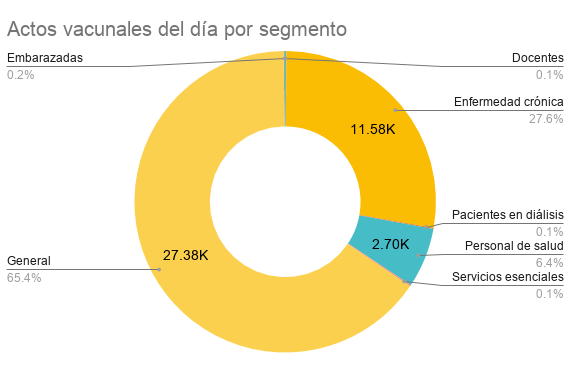 Actos vacunales del día por segmento
Embarazadas
0.2%
Docentes
0.1%
Enfermedad crónica
27.6%
11.58K
Pacientes en diálisis
0.1%
Personal de salud
6.4%
2.70K
Servicios esenciales
0.1%
General
65.4%
27.38K